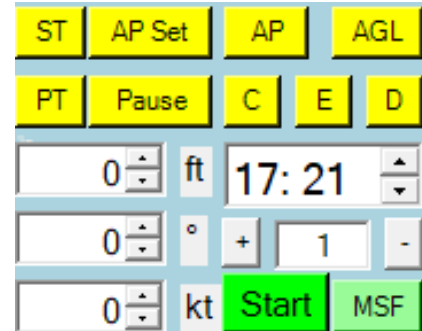 ST AP Set AP AGL
PT Pause C E D
0 ft 17: 21
0 ° + 1 -
0 kt Start MSF